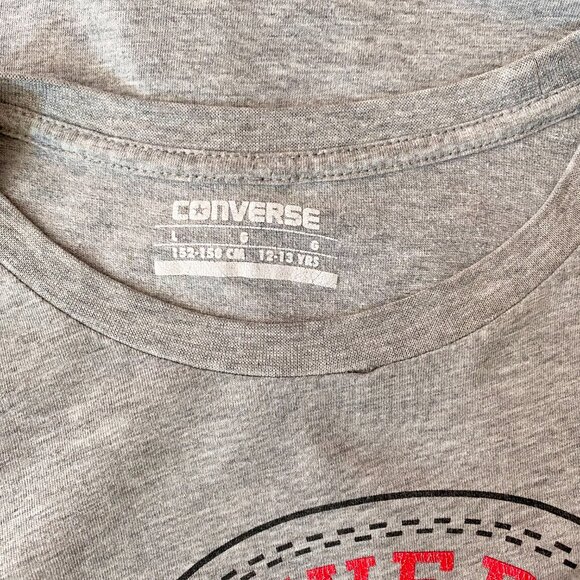 CONVERSE
L G G
152-158 CM 12-13 YRS